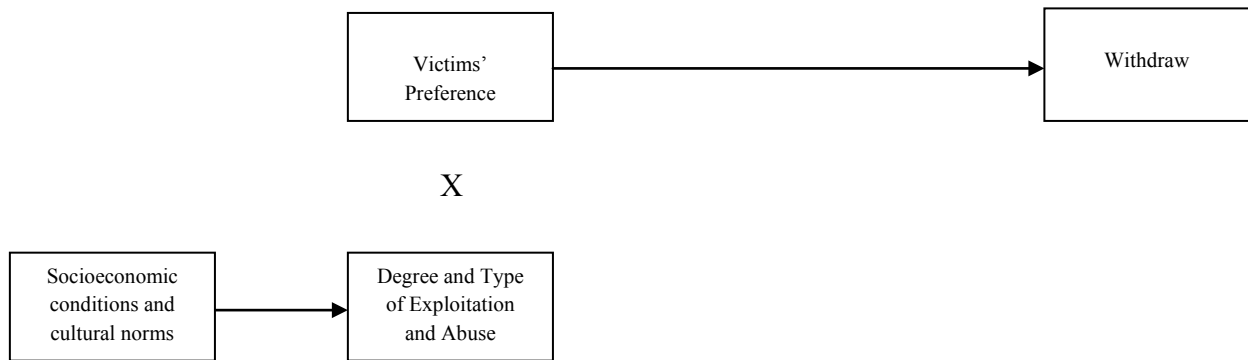 Victims’
Preference
Withdraw
X
Socioeconomic
conditions and
cultural norms
Degree and Type
of Exploitation
and Abuse